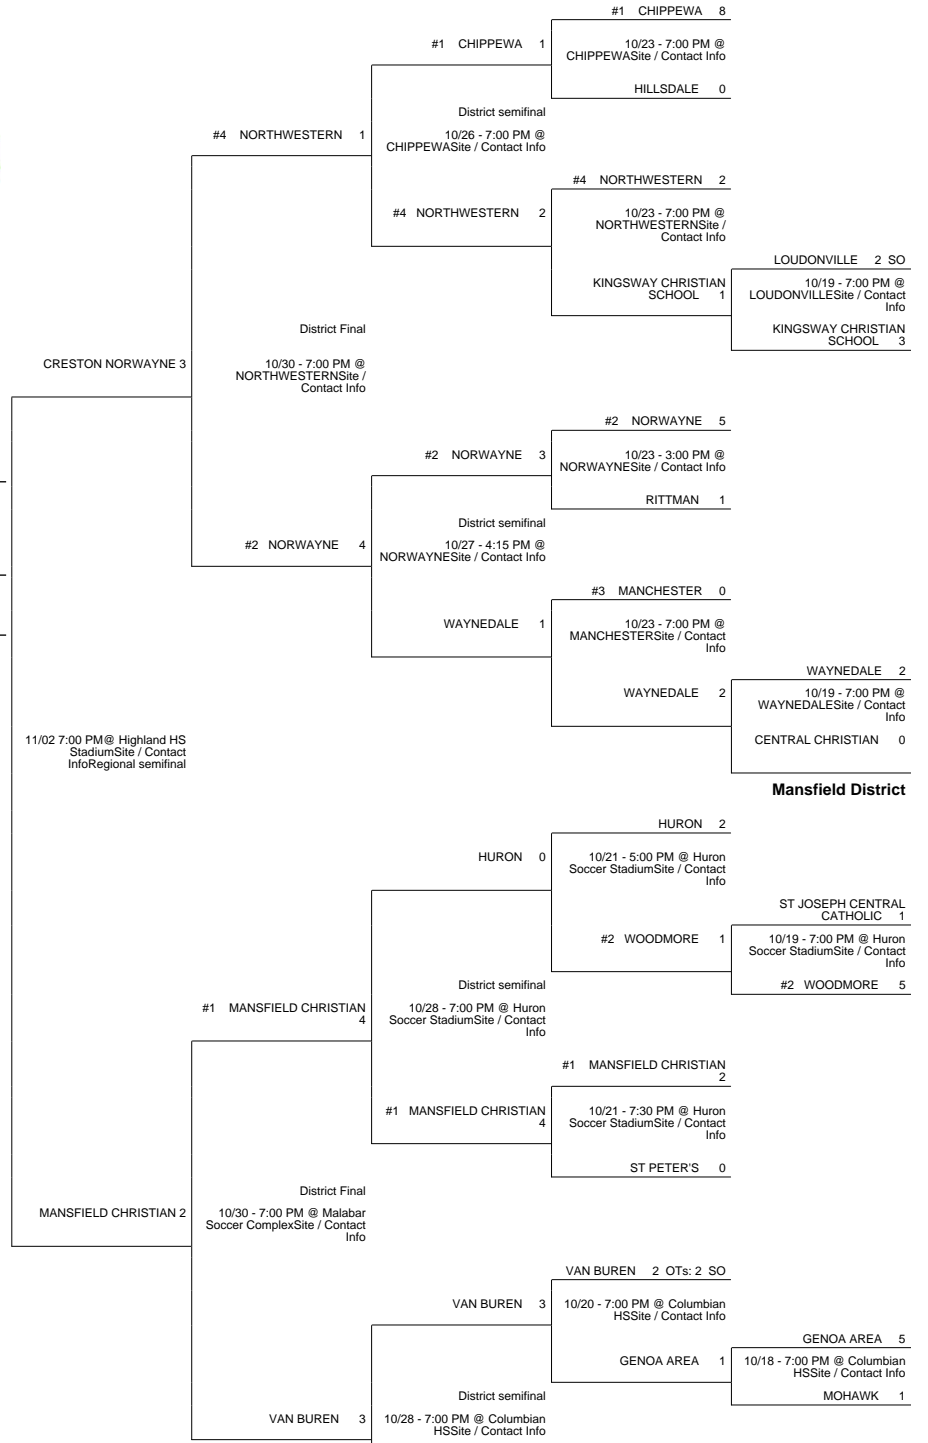 #1 CHIPPEWA 8
#1 CHIPPEWA 1
10/23 - 7:00 PM @
CHIPPEWASite / Contact Info
HILLSDALE 0
District semifinal
#4 NORTHWESTERN 1
10/26 - 7:00 PM @
CHIPPEWASite / Contact Info
#4 NORTHWESTERN 2
#4 NORTHWESTERN 2
10/23 - 7:00 PM @
NORTHWESTERNSite /
Contact Info
LOUDONVILLE 2 SO
KINGSWAY CHRISTIAN
SCHOOL 1
10/19 - 7:00 PM @
LOUDONVILLESite / Contact
Info
KINGSWAY CHRISTIAN
SCHOOL 3
District Final
CRESTON NORWAYNE 3
10/30 - 7:00 PM @
NORTHWESTERNSite /
Contact Info
#2 NORWAYNE 5
#2 NORWAYNE 3
10/23 - 3:00 PM @
NORWAYNESite / Contact Info
RITTMAN 1
District semifinal
#2 NORWAYNE 4
10/27 - 4:15 PM @
NORWAYNESite / Contact Info
#3 MANCHESTER 0
WAYNEDALE 1
10/23 - 7:00 PM @
MANCHESTERSite / Contact
Info
WAYNEDALE 2
WAYNEDALE 2
10/19 - 7:00 PM @
WAYNEDALESite / Contact
Info
CENTRAL CHRISTIAN 0
11/02 7:00 PM@ Highland HS
StadiumSite / Contact
InfoRegional semifinal
Mansfield District
HURON 2
HURON 0
10/21 - 5:00 PM @ Huron
Soccer StadiumSite / Contact
Info
ST JOSEPH CENTRAL
CATHOLIC 1
#2 WOODMORE 1
10/19 - 7:00 PM @ Huron
Soccer StadiumSite / Contact
Info
#2 WOODMORE 5
District semifinal
#1 MANSFIELD CHRISTIAN
4
10/28 - 7:00 PM @ Huron
Soccer StadiumSite / Contact
Info
#1 MANSFIELD CHRISTIAN
2
#1 MANSFIELD CHRISTIAN
4
10/21 - 7:30 PM @ Huron
Soccer StadiumSite / Contact
Info
ST PETER'S 0
District Final
MANSFIELD CHRISTIAN 2
10/30 - 7:00 PM @ Malabar
Soccer ComplexSite / Contact
Info
VAN BUREN 2 OTs: 2 SO
VAN BUREN 3
10/20 - 7:00 PM @ Columbian
HSSite / Contact Info
GENOA AREA 5
GENOA AREA 1
10/18 - 7:00 PM @ Columbian
HSSite / Contact Info
MOHAWK 1
District semifinal
VAN BUREN 3
10/28 - 7:00 PM @ Columbian
HSSite / Contact Info